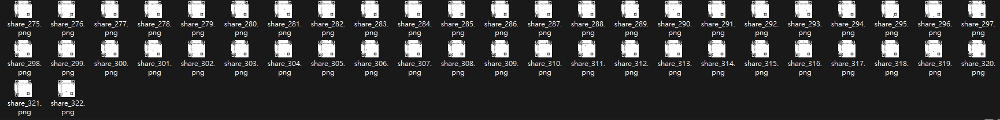 share_275.png share_276.png share_277.png share_278.png share_279.png share_280.png share_281.png share_282.png share_283.png share_284.png share_285.png share_286.png share_287.png share_288.png share_289.png share_290.png share_291.png share_292.png share_293.png share_294.png share_295.png share_296.png share_297.png
share_298.png share_299.png share_300.png share_301.png share_302.png share_303.png share_304.png share_305.png share_306.png share_307.png share_308.png share_309.png share_310.png share_311.png share_312.png share_313.png share_314.png share_315.png share_316.png share_317.png share_318.png share_319.png share_320.png
share_321.png share_322.png